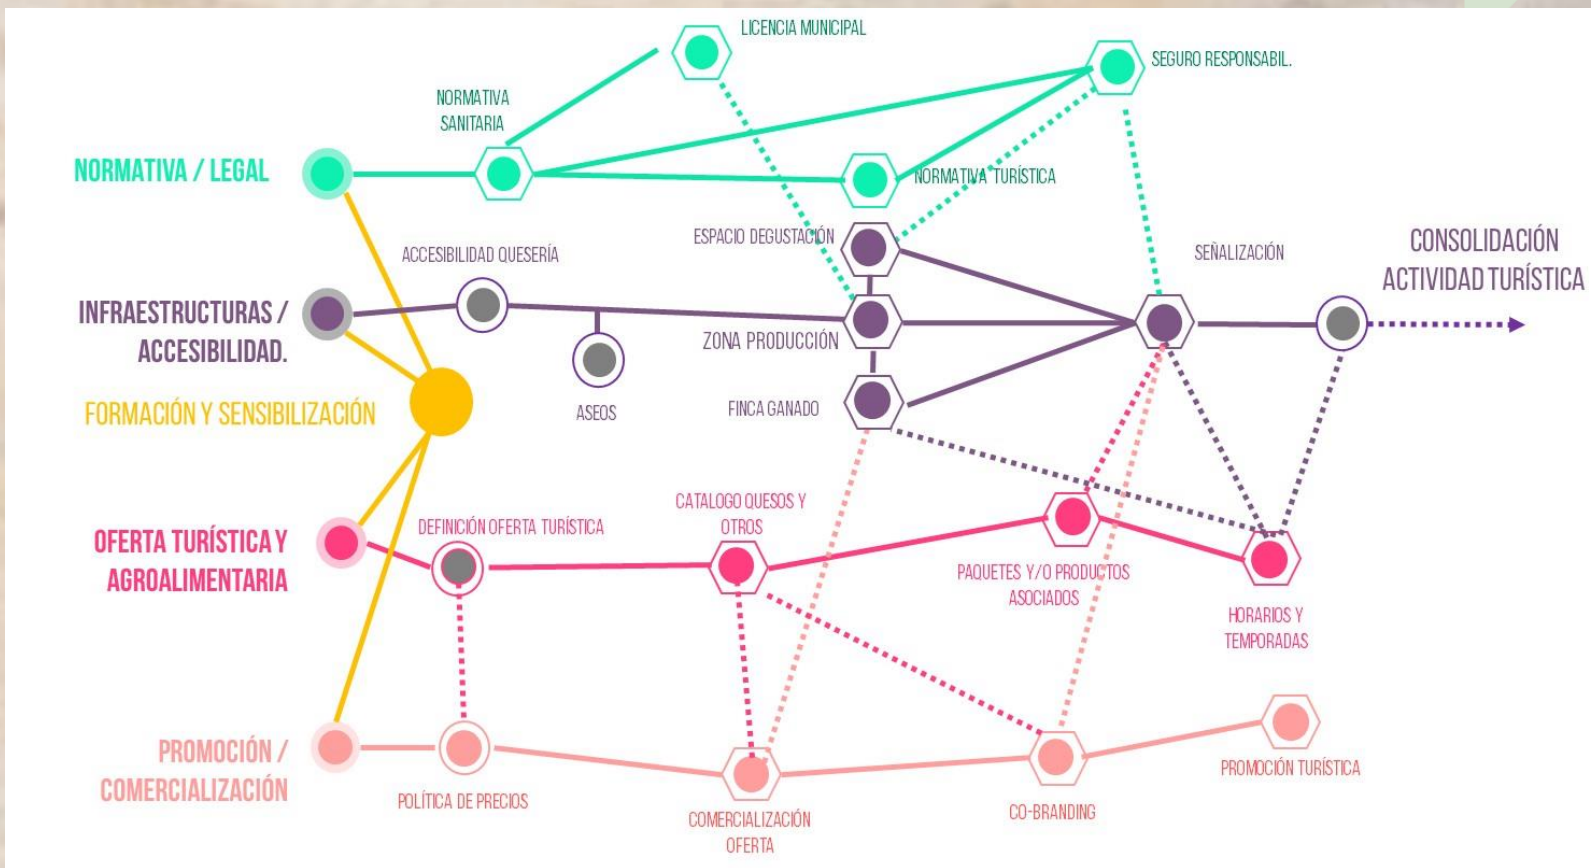 LICENCIA MUNICIPAL
SEGURO RESPONSABIL.
NORMATIVA
SANITARIA
NORMATIVA / LEGAL
NORMATIVA TURÍSTICA
ESPACIO DEGUSTACIÓN
ACCESIBILIDAD QUESERÍA
SEÑALIZACIÓN
CONSOLIDACIÓN
ACTIVIDAD TURÍSTICA
INFRAESTRUCTURAS /
ACCESIBILIDAD.
ZONA PRODUCCIÓN
FORMACIÓN Y SENSIBILIZACIÓN
ASEOS
FINCA GANADO
CATALOGO QUESOS Y
OTROS
DEFINICIÓN OFERTA TURÍSTICA
OFERTA TURÍSTICA Y
AGROALIMENTARIA
PAQUETES Y/O PRODUCTOS
ASOCIADOS
HORARIOS Y
TEMPORADAS
PROMOCIÓN /
COMERCIALIZACIÓN
POLÍTICA DE PRECIOS
COMERCIALIZACIÓN
OFERTA
CO-BRANDING
PROMOCIÓN TURÍSTICA